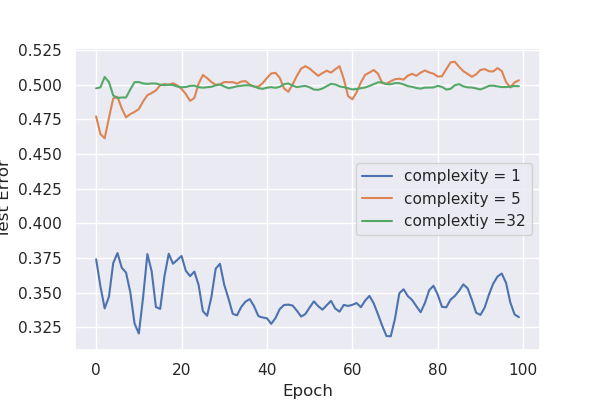 0.525
0.500
0.475
0.450
0.425
0.400
0.375
0.350
0.325
Test Error
complexity = 1
complexity = 5
complextiy =32
0 20 40 60 80 100
Epoch